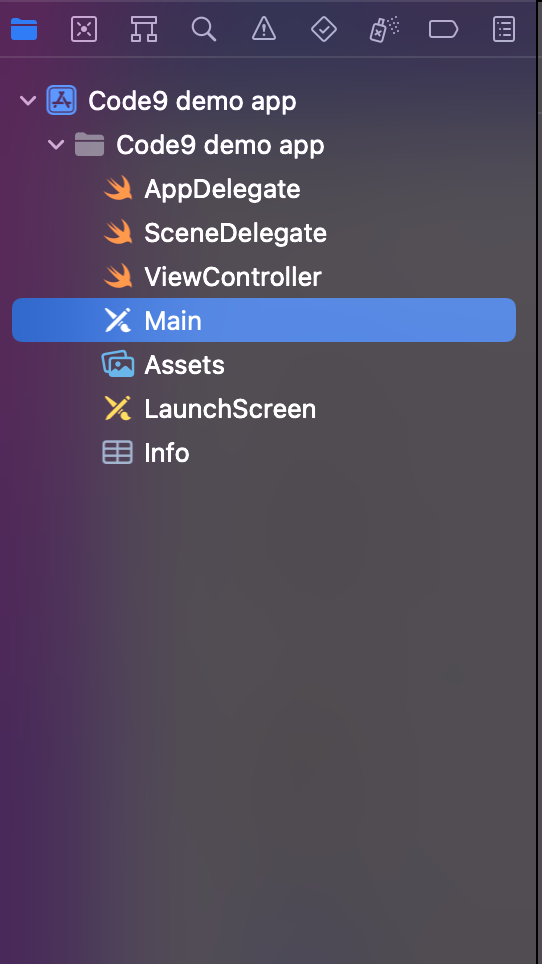 Code9 demo app
Code9 demo app
AppDelegate
SceneDelegate
ViewController
Main
Assets
LaunchScreen
Info